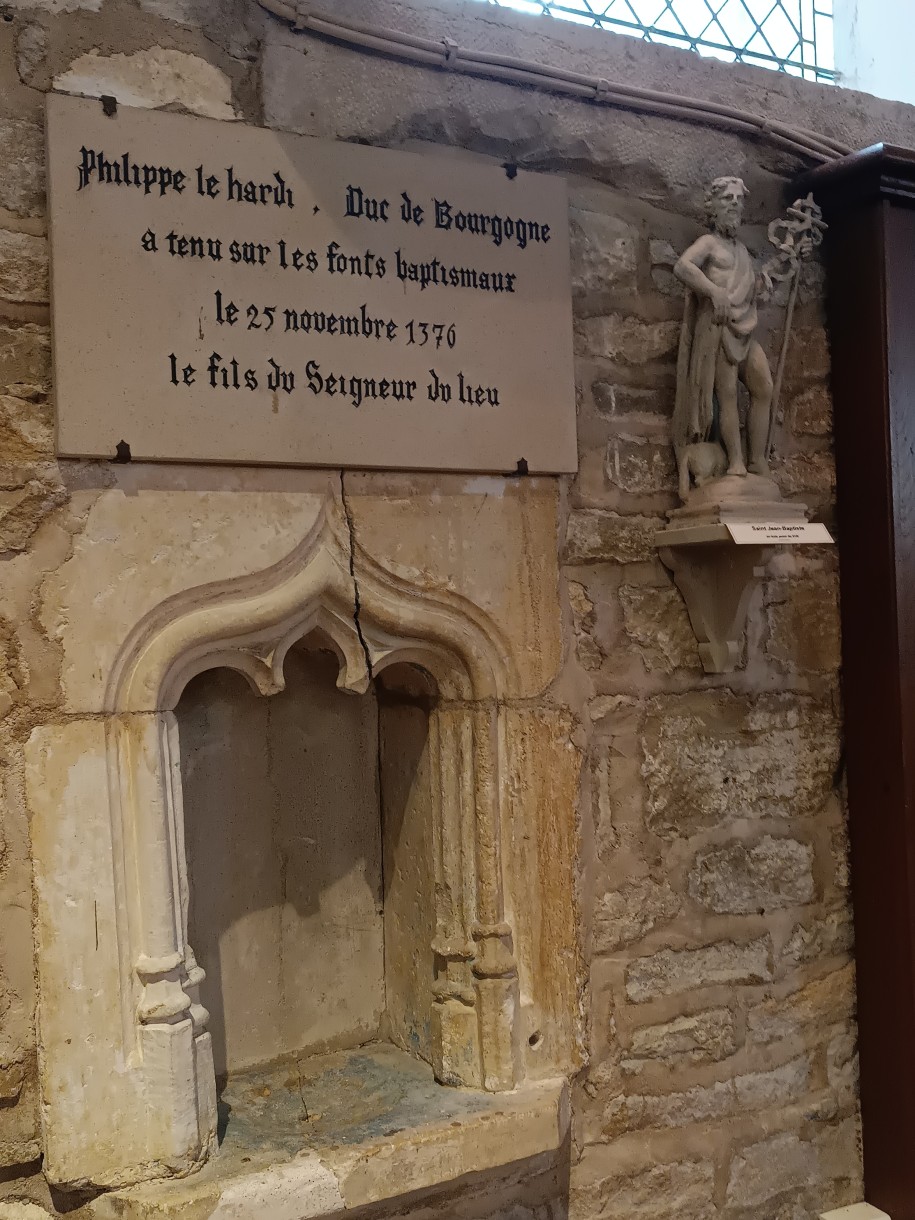 Philippe le hardi . Duc de Bourgogne
a tenu sur les fonts baptismaux
le 25 novembre 1376
le fils du Seigneur du lieu
Saint Jean-Baptiste